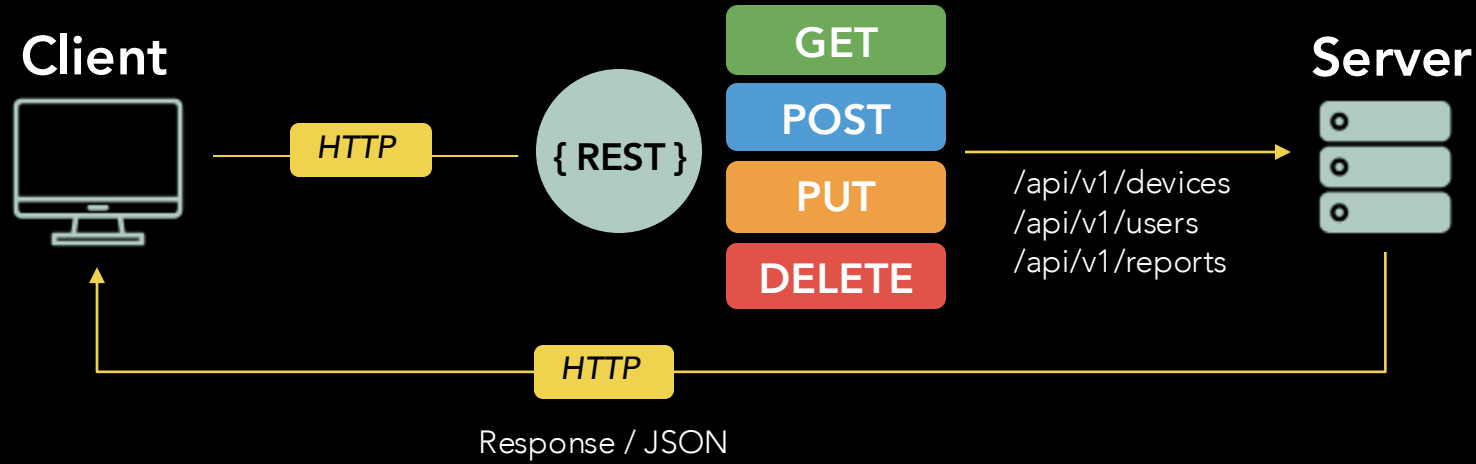 Client
HTTP
{ REST }
GET
POST
PUT
DELETE
/api/v1/devices
/api/v1/users
/api/v1/reports
Server
HTTP
Response / JSON